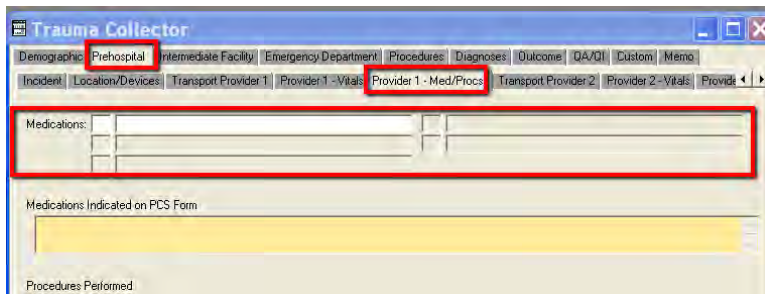 Trauma Collector
Demographic Prehospital Intermediate Facility Emergency Department Procedures Diagnoses Outcome QA/QI Custom Memo
Incident Location/Devices Transport Provider 1 Provider 1 - Vitals Provider 1 - Med/Procs Transport Provider 2 Provider 2 - Vitals Provide
Medications:
Medications Indicated on PCS Form
Procedures Performed